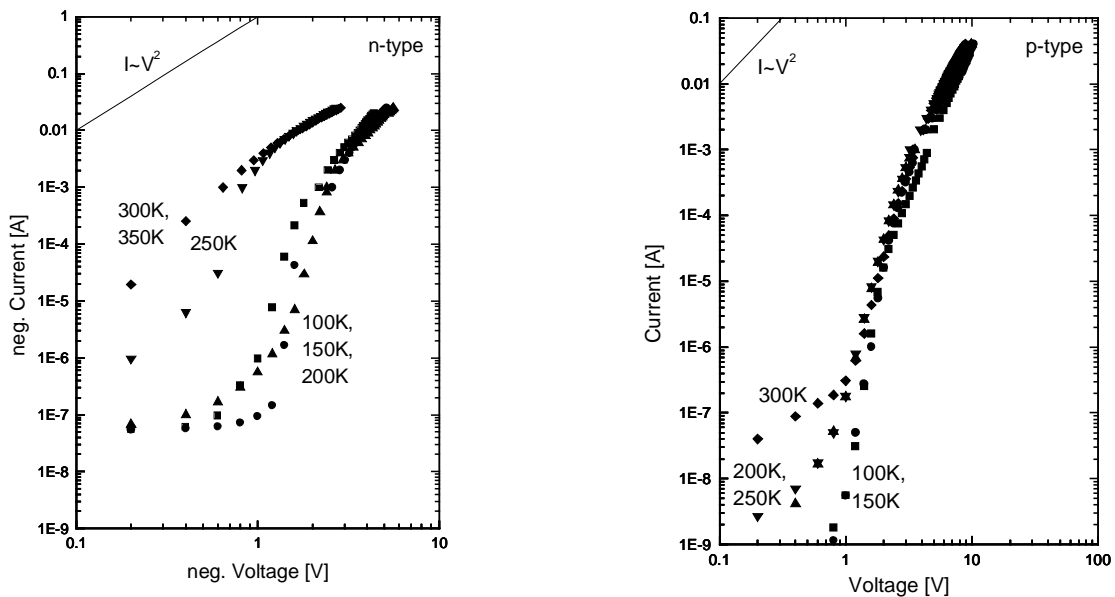 10
1
0.1
0.01
1E-3
1E-4
1E-5
1E-6
1E-7
1E-8
1E-9
0.1
1
10
neg. Current [A]
neg. Voltage [V]
n-type
I~V²
300K,
350K
250K
100K,
150K,
200K
0.1
0.01
1E-3
1E-4
1E-5
1E-6
1E-7
1E-8
1E-9
0.1
1
10
100
Current [A]
Voltage [V]
p-type
I~V²
300K
200K,
250K
100K,
150K